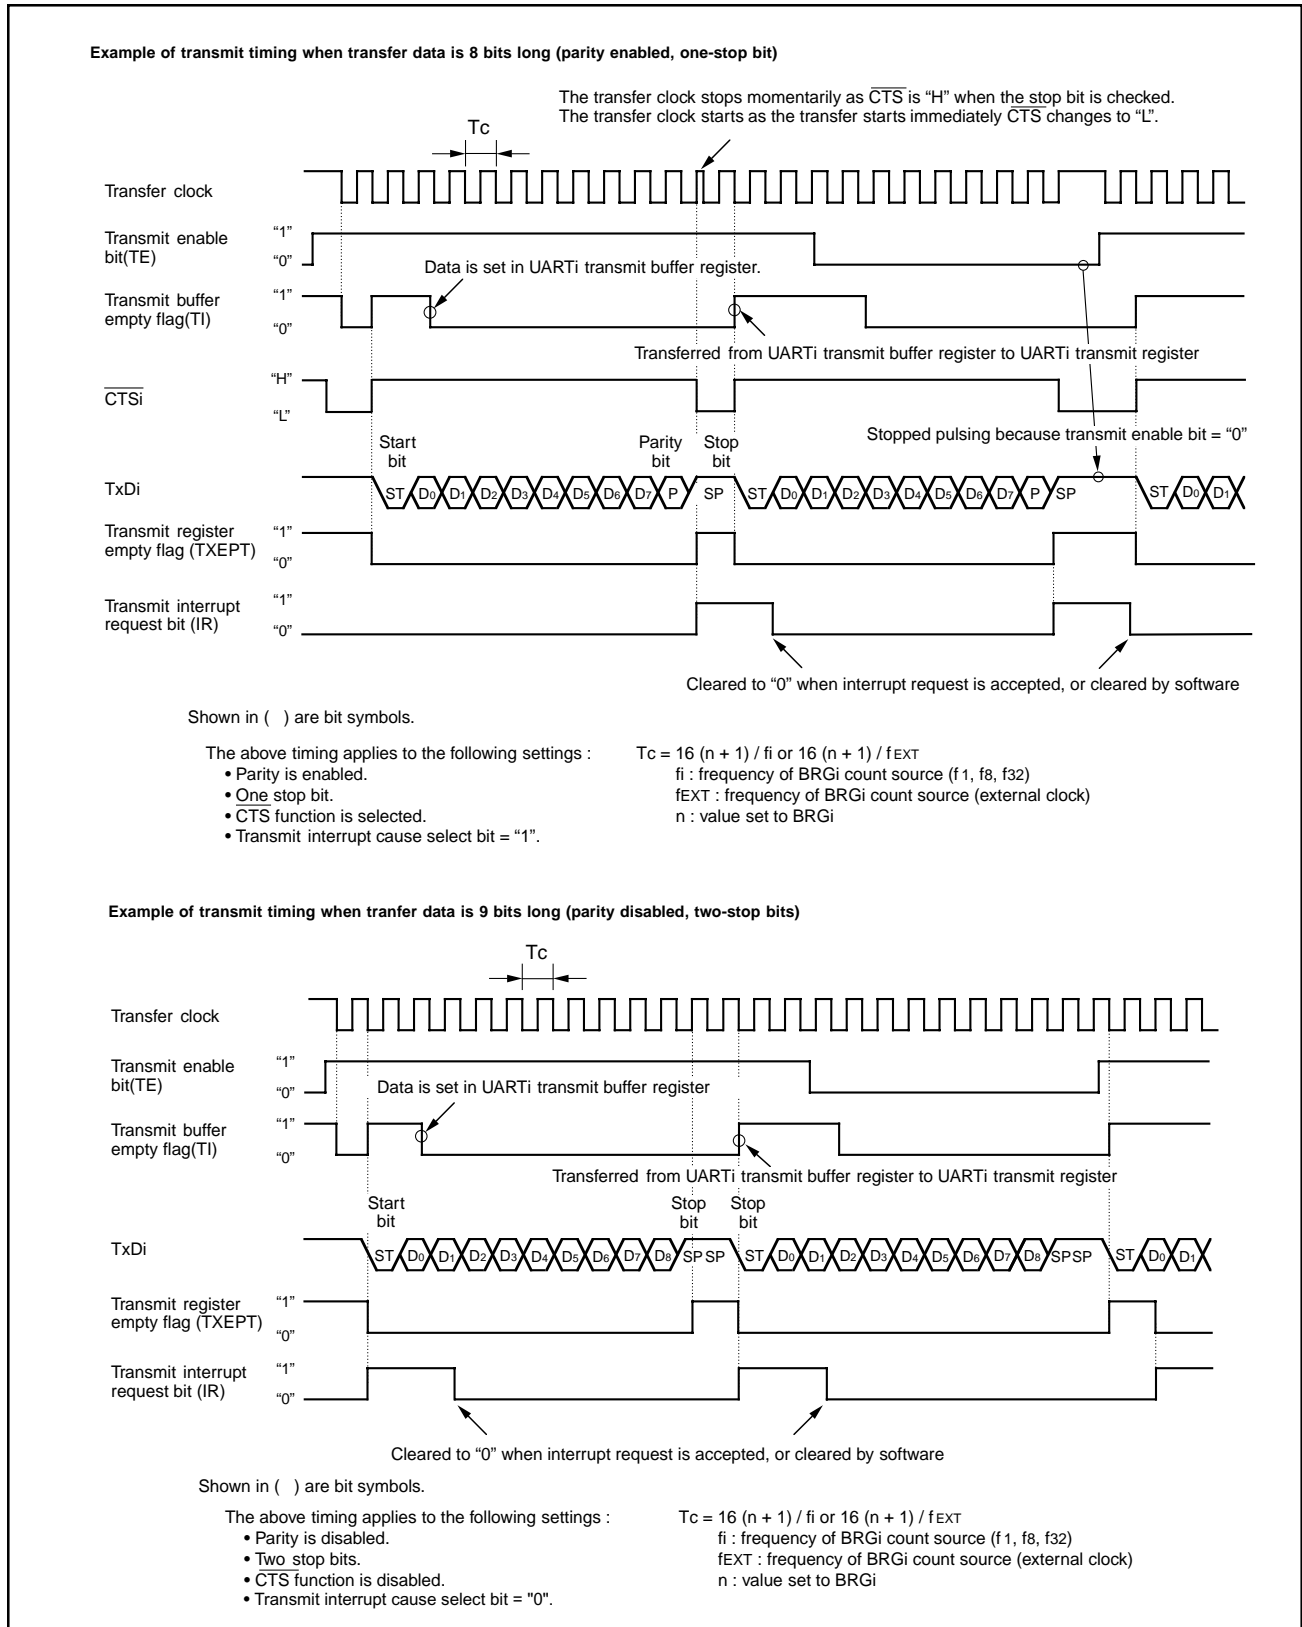 Example of transmit timing when transfer data is 8 bits long (parity enabled, one-stop bit)
The transfer clock stops momentarily as CTS is “H” when the stop bit is checked.
The transfer clock starts as the transfer starts immediately CTS changes to “L”.
Tc
Transfer clock
Transmit enable
bit(TE)
“1”
“0”
Data is set in UARTi transmit buffer register.
Transmit buffer
empty flag(TI)
“1”
“0”
Transferred from UARTi transmit buffer register to UARTi transmit register
CTSi
“H”
“L”
Stopped pulsing because transmit enable bit = “0”
Start
bit
Parity
bit
Stop
bit
TxDi
ST D0 D1 D2 D3 D4 D5 D6 D7 P SP ST D0 D1 D2 D3 D4 D5 D6 D7 P SP ST D0 D1
Transmit register
empty flag (TXEPT)
“1”
“0”
Transmit interrupt
request bit (IR)
“1”
“0”
Cleared to “0” when interrupt request is accepted, or cleared by software
Shown in ( ) are bit symbols.
The above timing applies to the following settings :
• Parity is enabled.
• One stop bit.
• CTS function is selected.
• Transmit interrupt cause select bit = “1”.
Tc = 16 (n + 1) / fi or 16 (n + 1) / fEXT
fi : frequency of BRGi count source (f1, f8, f32)
fEXT : frequency of BRGi count source (external clock)
n : value set to BRGi
Example of transmit timing when tranfer data is 9 bits long (parity disabled, two-stop bits)
Tc
Transfer clock
Transmit enable
bit(TE)
“1”
“0”
Data is set in UARTi transmit buffer register
Transmit buffer
empty flag(TI)
“1”
“0”
Transferred from UARTi transmit buffer register to UARTi transmit register
Start
bit
Stop
bit
Stop
bit
TxDi
ST D0 D1 D2 D3 D4 D5 D6 D7 D8 SP SP ST D0 D1 D2 D3 D4 D5 D6 D7 D8 SPSP ST D0 D1
Transmit register
empty flag (TXEPT)
“1”
“0”
Transmit interrupt
request bit (IR)
“1”
“0”
Cleared to “0” when interrupt request is accepted, or cleared by software
Shown in ( ) are bit symbols.
The above timing applies to the following settings :
• Parity is disabled.
• Two stop bits.
• CTS function is disabled.
• Transmit interrupt cause select bit = "0".
Tc = 16 (n + 1) / fi or 16 (n + 1) / fEXT
fi : frequency of BRGi count source (f1, f8, f32)
fEXT : frequency of BRGi count source (external clock)
n : value set to BRGi